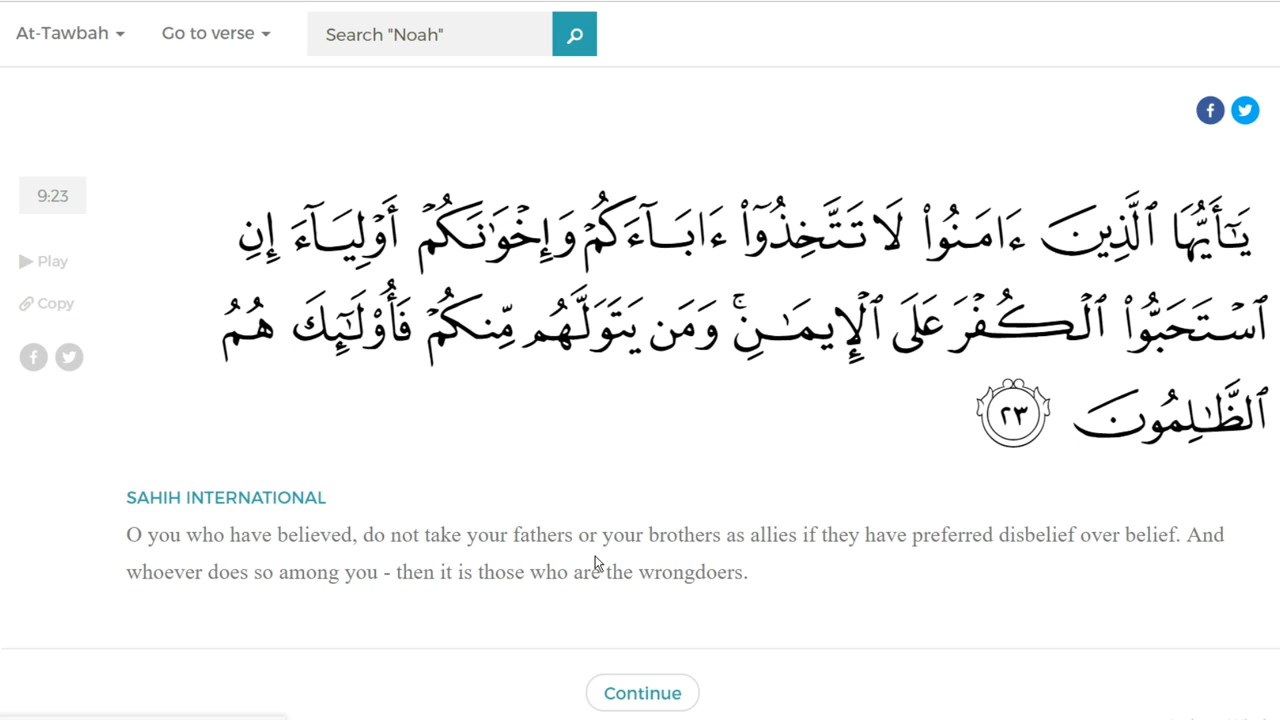 At-Tawbah
Go to verse
Search "Noah"
9:23
Play
Copy
يَـٰٓأَيُّهَا ٱلَّذِينَ ءَامَنُوا۟ لَا تَتَّخِذُوٓا۟ ءَابَآءَكُمْ وَإِخْوَٰنَكُمْ أَوْلِيَآءَ إِنِ
ٱسْتَحَبُّوا۟ ٱلْكُفْرَ عَلَى ٱلْإِيمَـٰنِ ۚ وَمَن يَتَوَلَّهُم مِّنكُمْ فَأُو۟لَـٰٓئِكَ هُمُ
ٱلظَّـٰلِمُونَ ٢٣
SAHIH INTERNATIONAL
O you who have believed, do not take your fathers or your brothers as allies if they have preferred disbelief over belief. And
whoever does so among you - then it is those who are the wrongdoers.
Continue